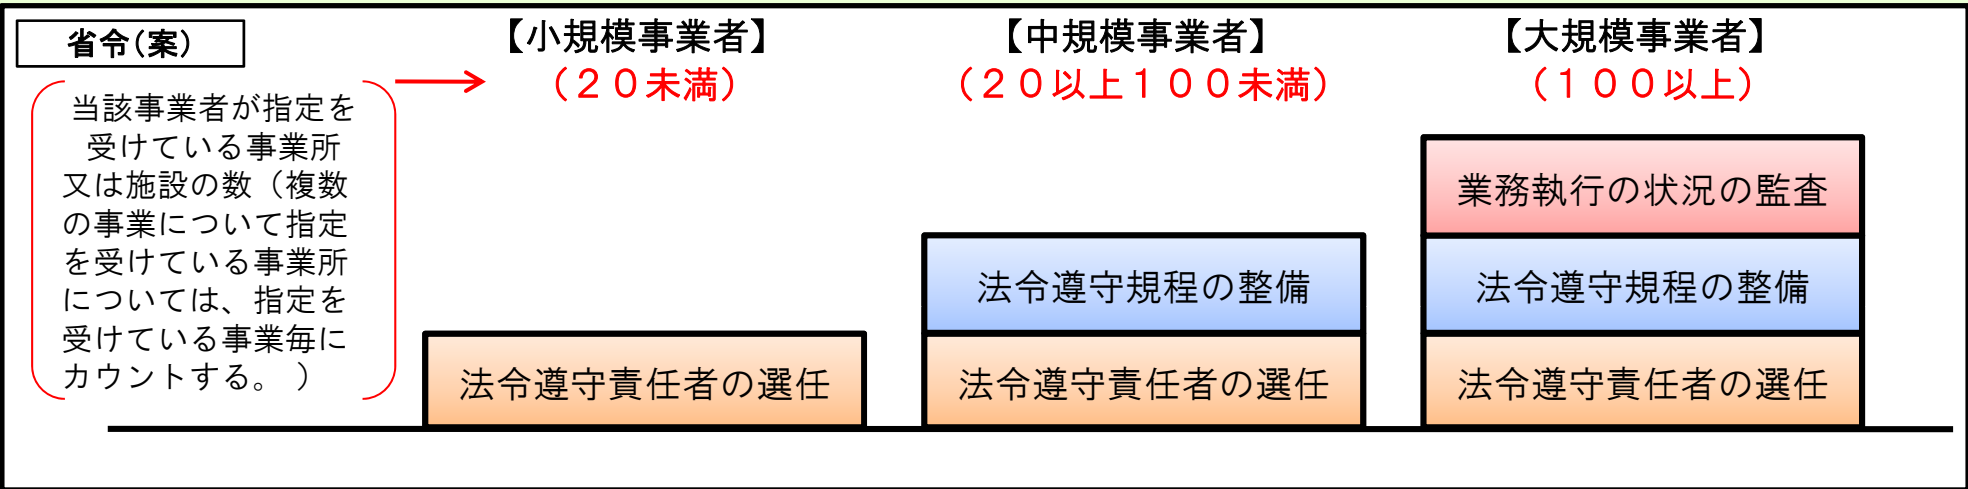 省令（案）
当該事業者が指定を
受けている事業所
又は施設の数（複数
の事業について指定
を受けている事業所
については、指定を
受けている事業毎に
カウントする。　）
【小規模事業者】
（２０未満）
法令遵守責任者の選任
【中規模事業者】
（２０以上１００未満）
法令遵守規程の整備
法令遵守責任者の選任
【大規模事業者】
（１００以上）
業務執行の状況の監査
法令遵守規程の整備
法令遵守責任者の選任